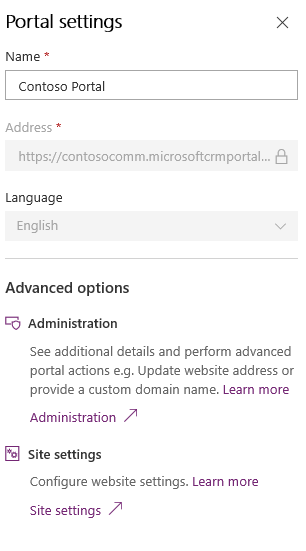 Portal settings
Name *
Contoso Portal
Address *
https://contosocomm.microsoftcrmportal...
Language
English
Advanced options
Administration
See additional details and perform advanced
portal actions e.g. Update website address or
provide a custom domain name. Learn more
Administration
Site settings
Configure website settings. Learn more
Site settings